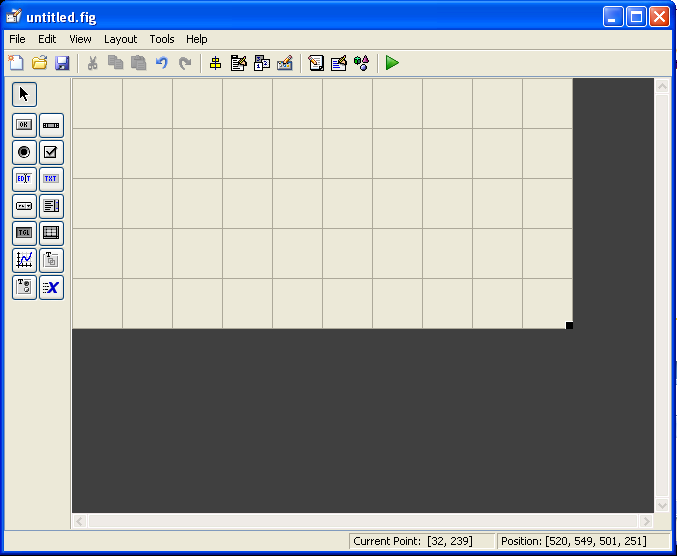 untitled.fig
File Edit View Layout Tools Help
OK
EDIT TXT
TGL
T
T X
Current Point: [32, 239] Position: [520, 549, 501, 251]